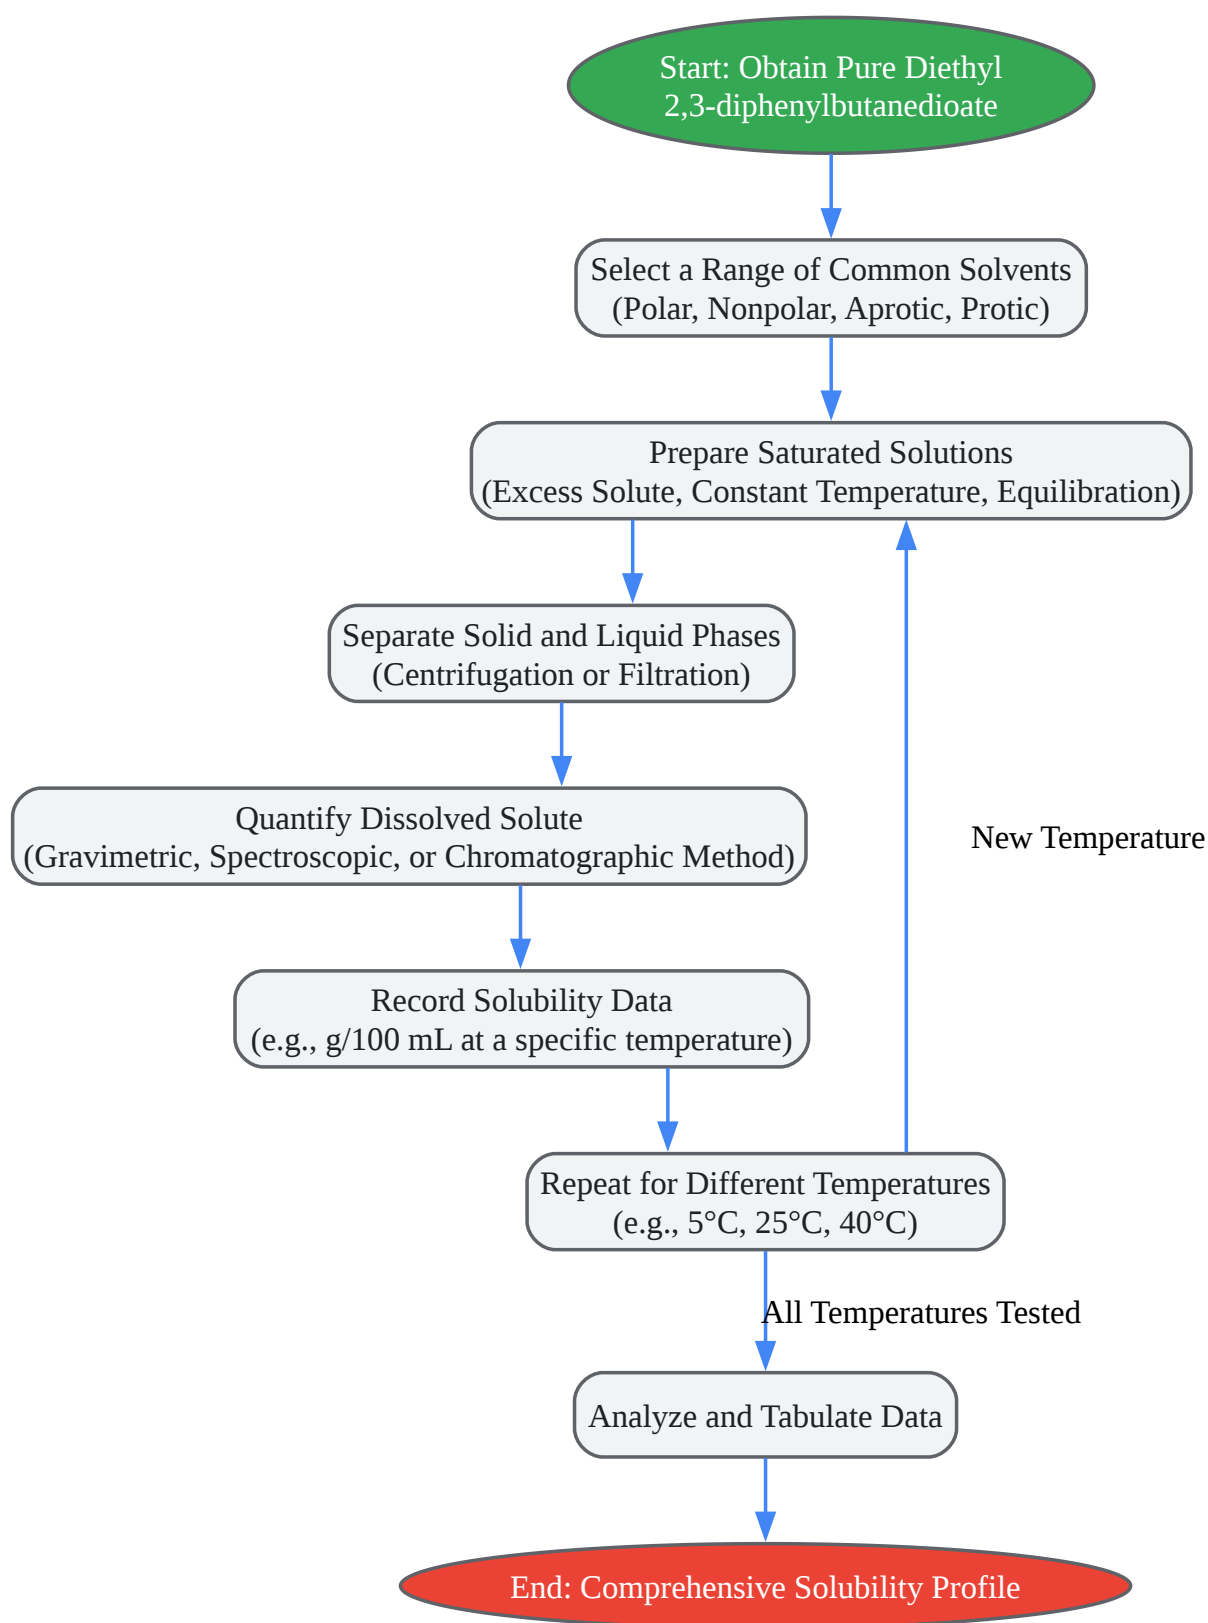 Start: Obtain Pure Diethyl
2,3-diphenylbutanedioate
Select a Range of Common Solvents
(Polar, Nonpolar, Aprotic, Protic)
Prepare Saturated Solutions
(Excess Solute, Constant Temperature, Equilibration)
Separate Solid and Liquid Phases
(Centrifugation or Filtration)
Quantify Dissolved Solute
(Gravimetric, Spectroscopic, or Chromatographic Method)
New Temperature
Record Solubility Data
(e.g., g/100 mL at a specific temperature)
Repeat for Different Temperatures
(e.g., 5°C, 25°C, 40°C)
All Temperatures Tested
Analyze and Tabulate Data
End: Comprehensive Solubility Profile